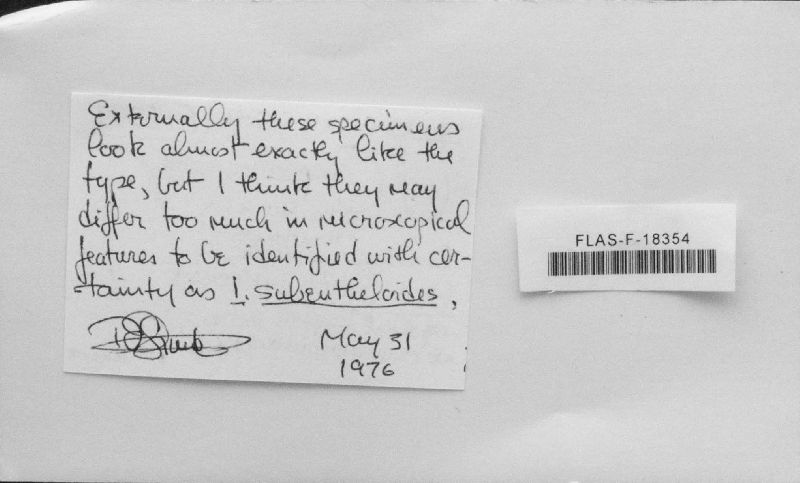 Externally these specimens
look almost exactly like the
type, but I think they may
differ too much in microscopical
features to be identified with cer-
tainty as I. subentheloides,
May 31
1976
FLAS-F-18354